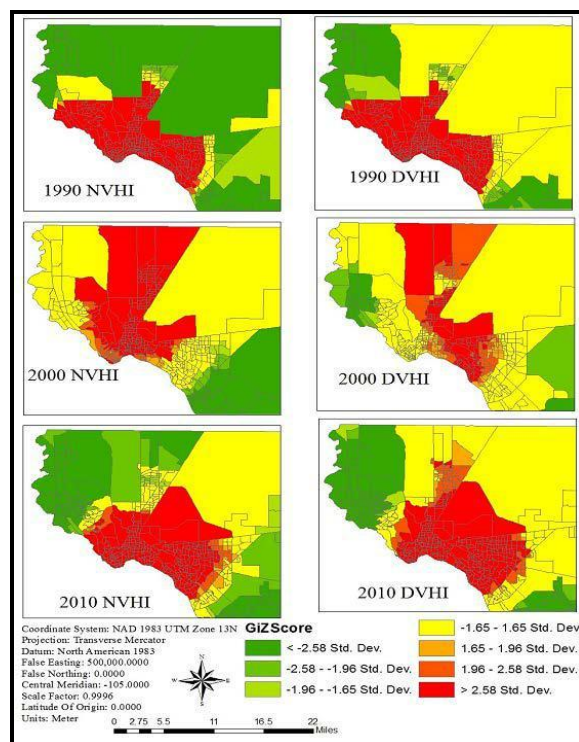 1990 NVHI
1990 DVHI
2000 NVHI
2000 DVHI
2010 NVHI
2010 DVHI
Coordinate System: NAD 1983 UTM Zone 13N
Projection: Transverse Mercator
Datum: North American 1983
False Easting: 500,000.0000
False Northing: 0.0000
Central Meridian: -105.0000
Scale Factor: 0.9996
Latitude Of Origin: 0.0000
Units: Meter
N
W E
S
GiZScore
< -2.58 Std. Dev.
-2.58 - -1.96 Std. Dev.
-1.96 - -1.65 Std. Dev.
-1.65 - 1.65 Std. Dev.
1.65 - 1.96 Std. Dev.
1.96 - 2.58 Std. Dev.
> 2.58 Std. Dev.
0 2.75 5.5 11 16.5 22
Miles